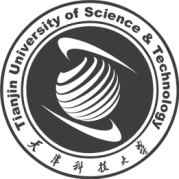 Tianjin University of Science & Technology
天津科技大学